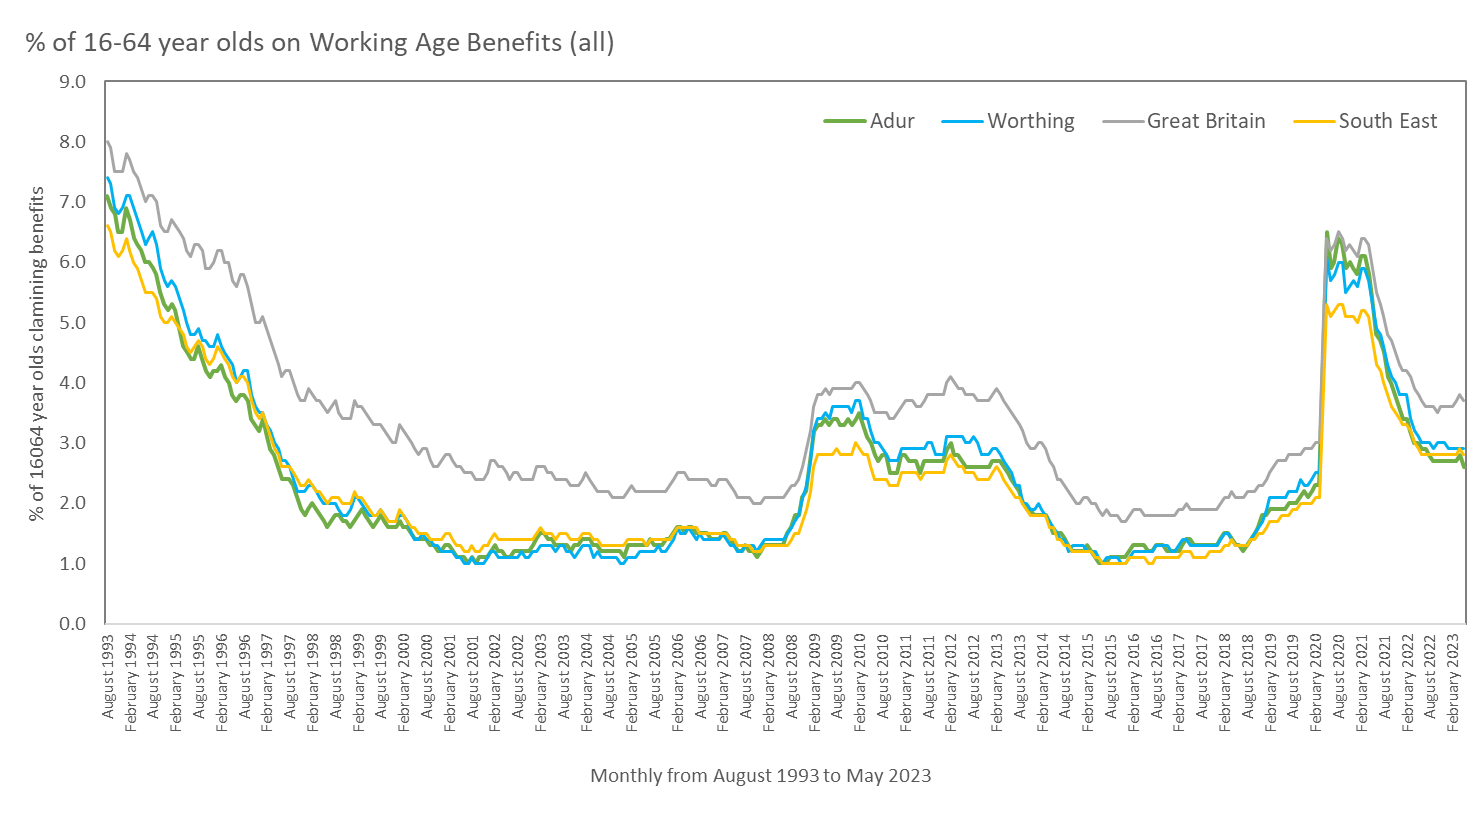 % of 16-64 year olds on Working Age Benefits (all)
Adur
Worthing
Great Britain
South East
% of 16064 year olds clamining benefits
9.0
8.0
7.0
6.0
5.0
4.0
3.0
2.0
1.0
0.0
August 1993
February 1994
August 1994
February 1995
August 1995
February 1996
August 1996
February 1997
August 1997
February 1998
August 1998
February 1999
August 1999
February 2000
August 2000
February 2001
August 2001
February 2002
August 2002
February 2003
August 2003
February 2004
August 2004
February 2005
August 2005
February 2006
August 2006
February 2007
August 2007
February 2008
August 2008
February 2009
August 2009
February 2010
August 2010
February 2011
August 2011
February 2012
August 2012
February 2013
August 2013
February 2014
August 2014
February 2015
August 2015
February 2016
August 2016
February 2017
August 2017
February 2018
August 2018
February 2019
August 2019
February 2020
August 2020
February 2021
August 2021
February 2022
August 2022
February 2023
Monthly from August 1993 to May 2023